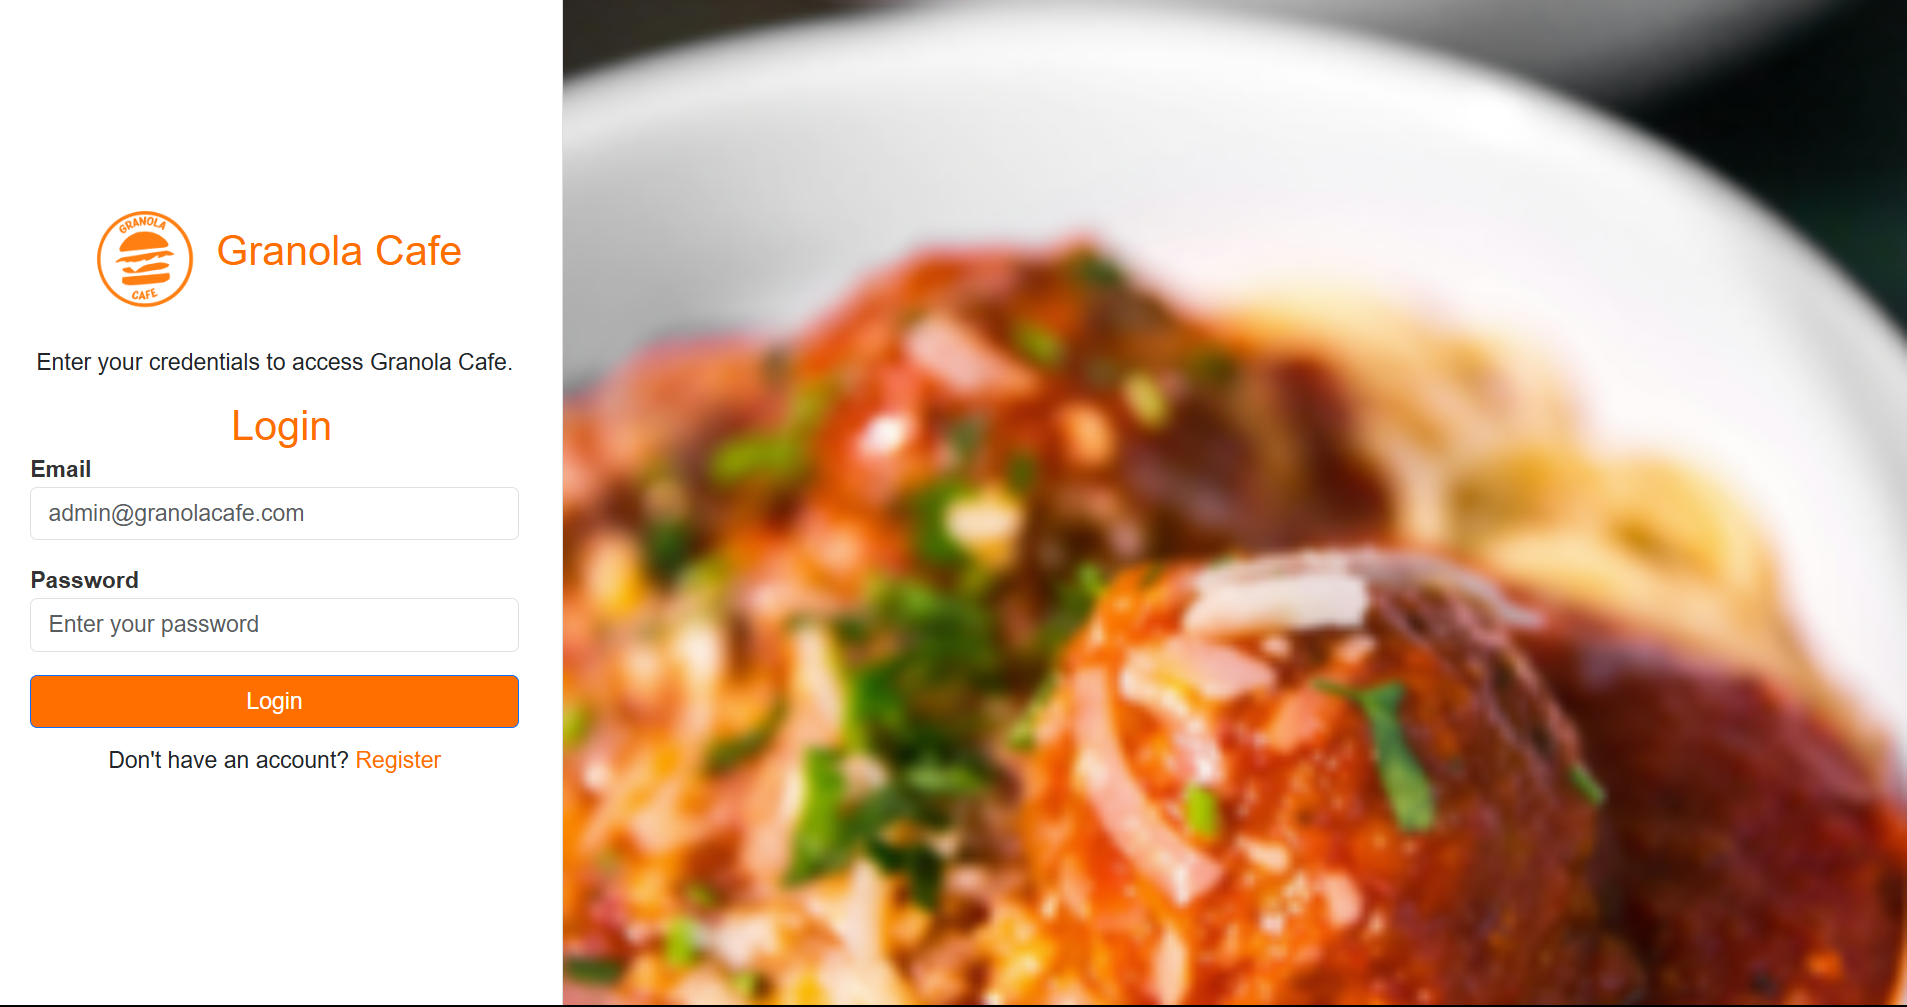 GRANOLA
CAFE
Granola Cafe
Enter your credentials to access Granola Cafe.
Login
Email
admin@granolacafe.com
Password
Enter your password
Login
Don't have an account? Register